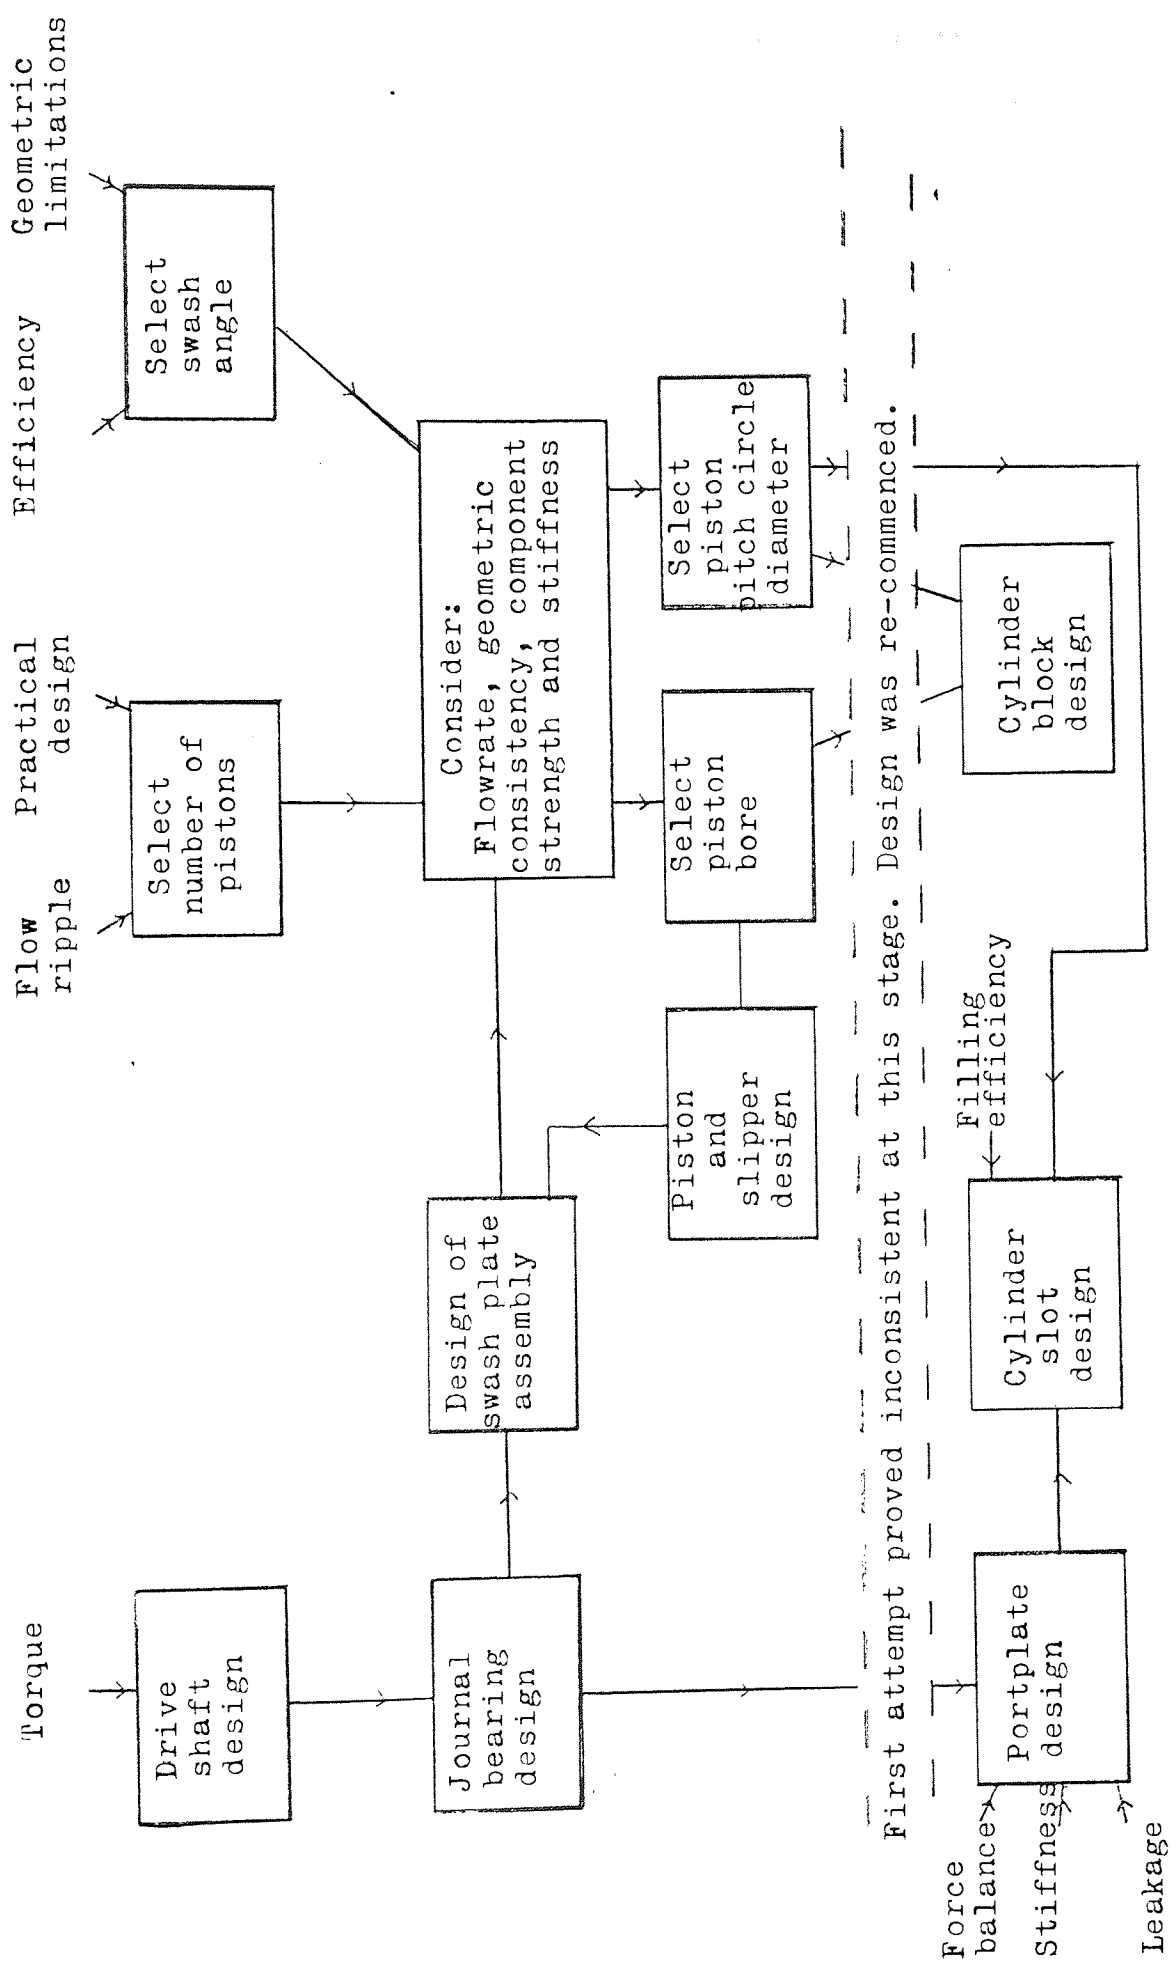 Torque
Flow
ripple
Practical
design
Efficiency
Geometric
limitations
Drive
shaft
design
Select
number of
pistons
Select
swash
angle
Journal
bearing
design
Design of
swash plate
assembly
Consider:
Flowrate, geometric
consistency, component
strength and stiffness
Piston
and
slipper
design
Select
piston
bore
Select
piston
pitch circle
diameter
First attempt proved inconsistent at this stage. Design was re-commenced.
Force
balance
Stiffness
Leakage
Portplate
design
Cylinder
slot
design
Filling
efficiency
Cylinder
block
design